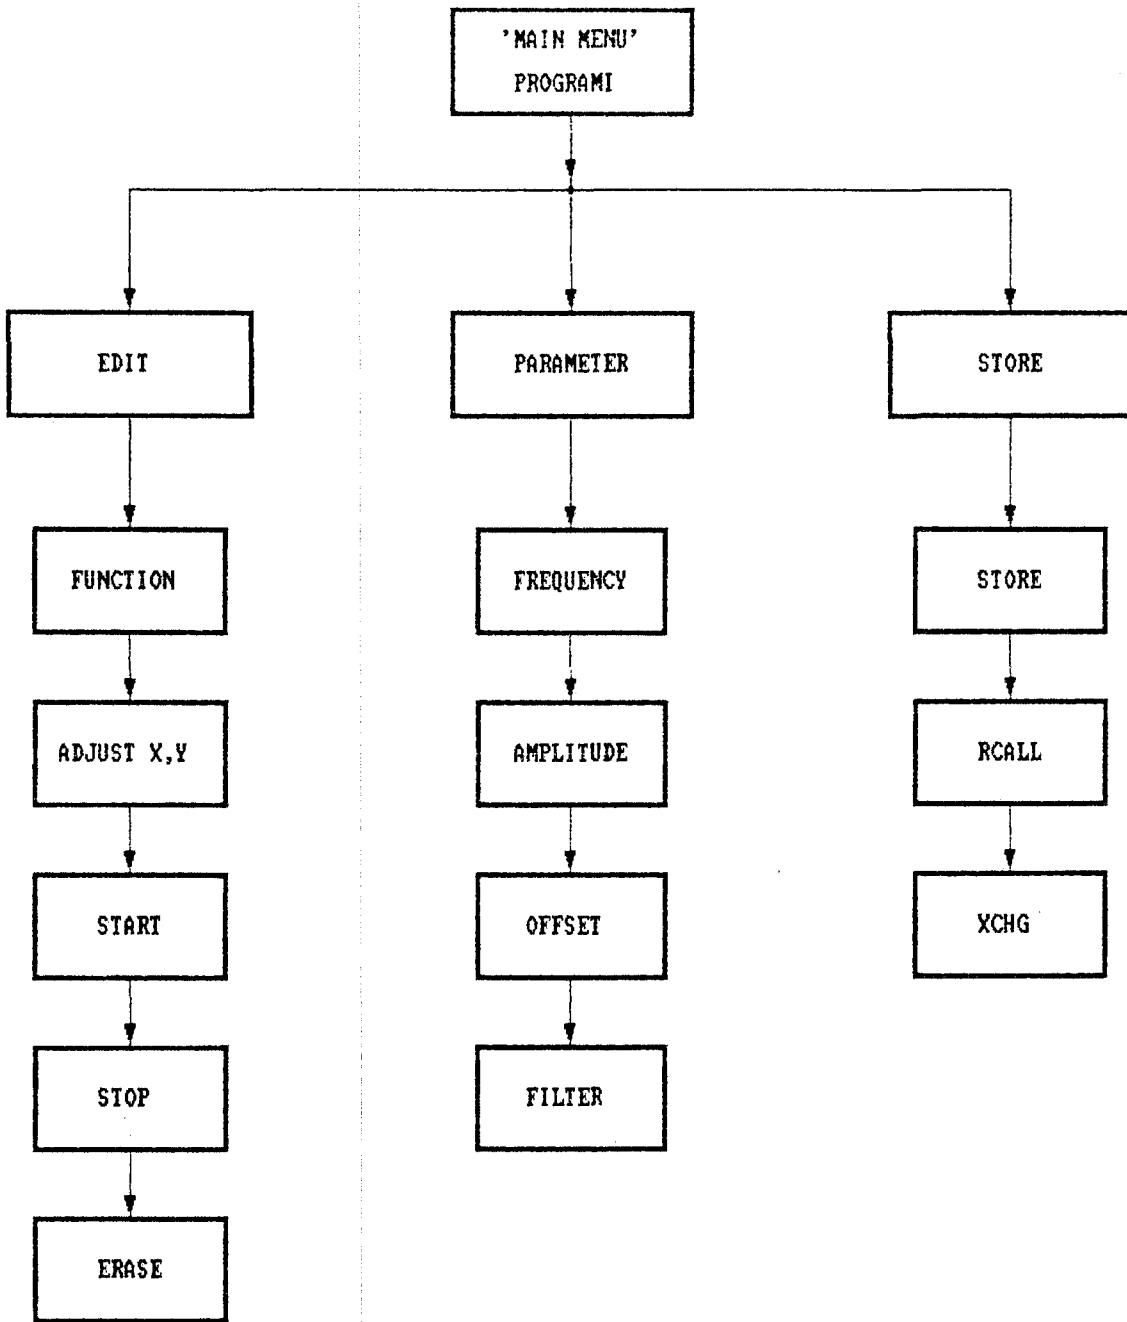 'MAIN MENU'
PROGRAMI
EDIT
PARAMETER
STORE
FUNCTION
FREQUENCY
STORE
ADJUST X,Y
AMPLITUDE
RCALL
START
OFFSET
XCHG
STOP
FILTER
ERASE